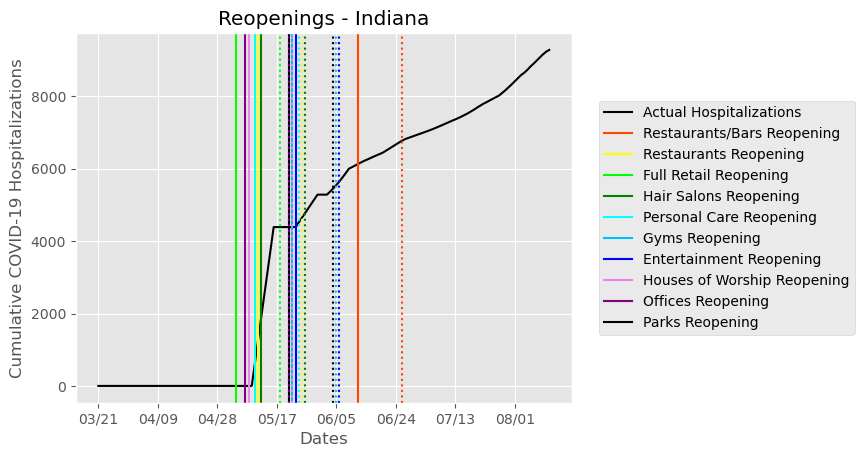 Reopenings - Indiana
Cumulative COVID-19 Hospitalizations
8000
6000
4000
2000
0
03/21 04/09 04/28 05/17 06/05 06/24 07/13 08/01
Dates
Actual Hospitalizations
Restaurants/Bars Reopening
Restaurants Reopening
Full Retail Reopening
Hair Salons Reopening
Personal Care Reopening
Gyms Reopening
Entertainment Reopening
Houses of Worship Reopening
Offices Reopening
Parks Reopening